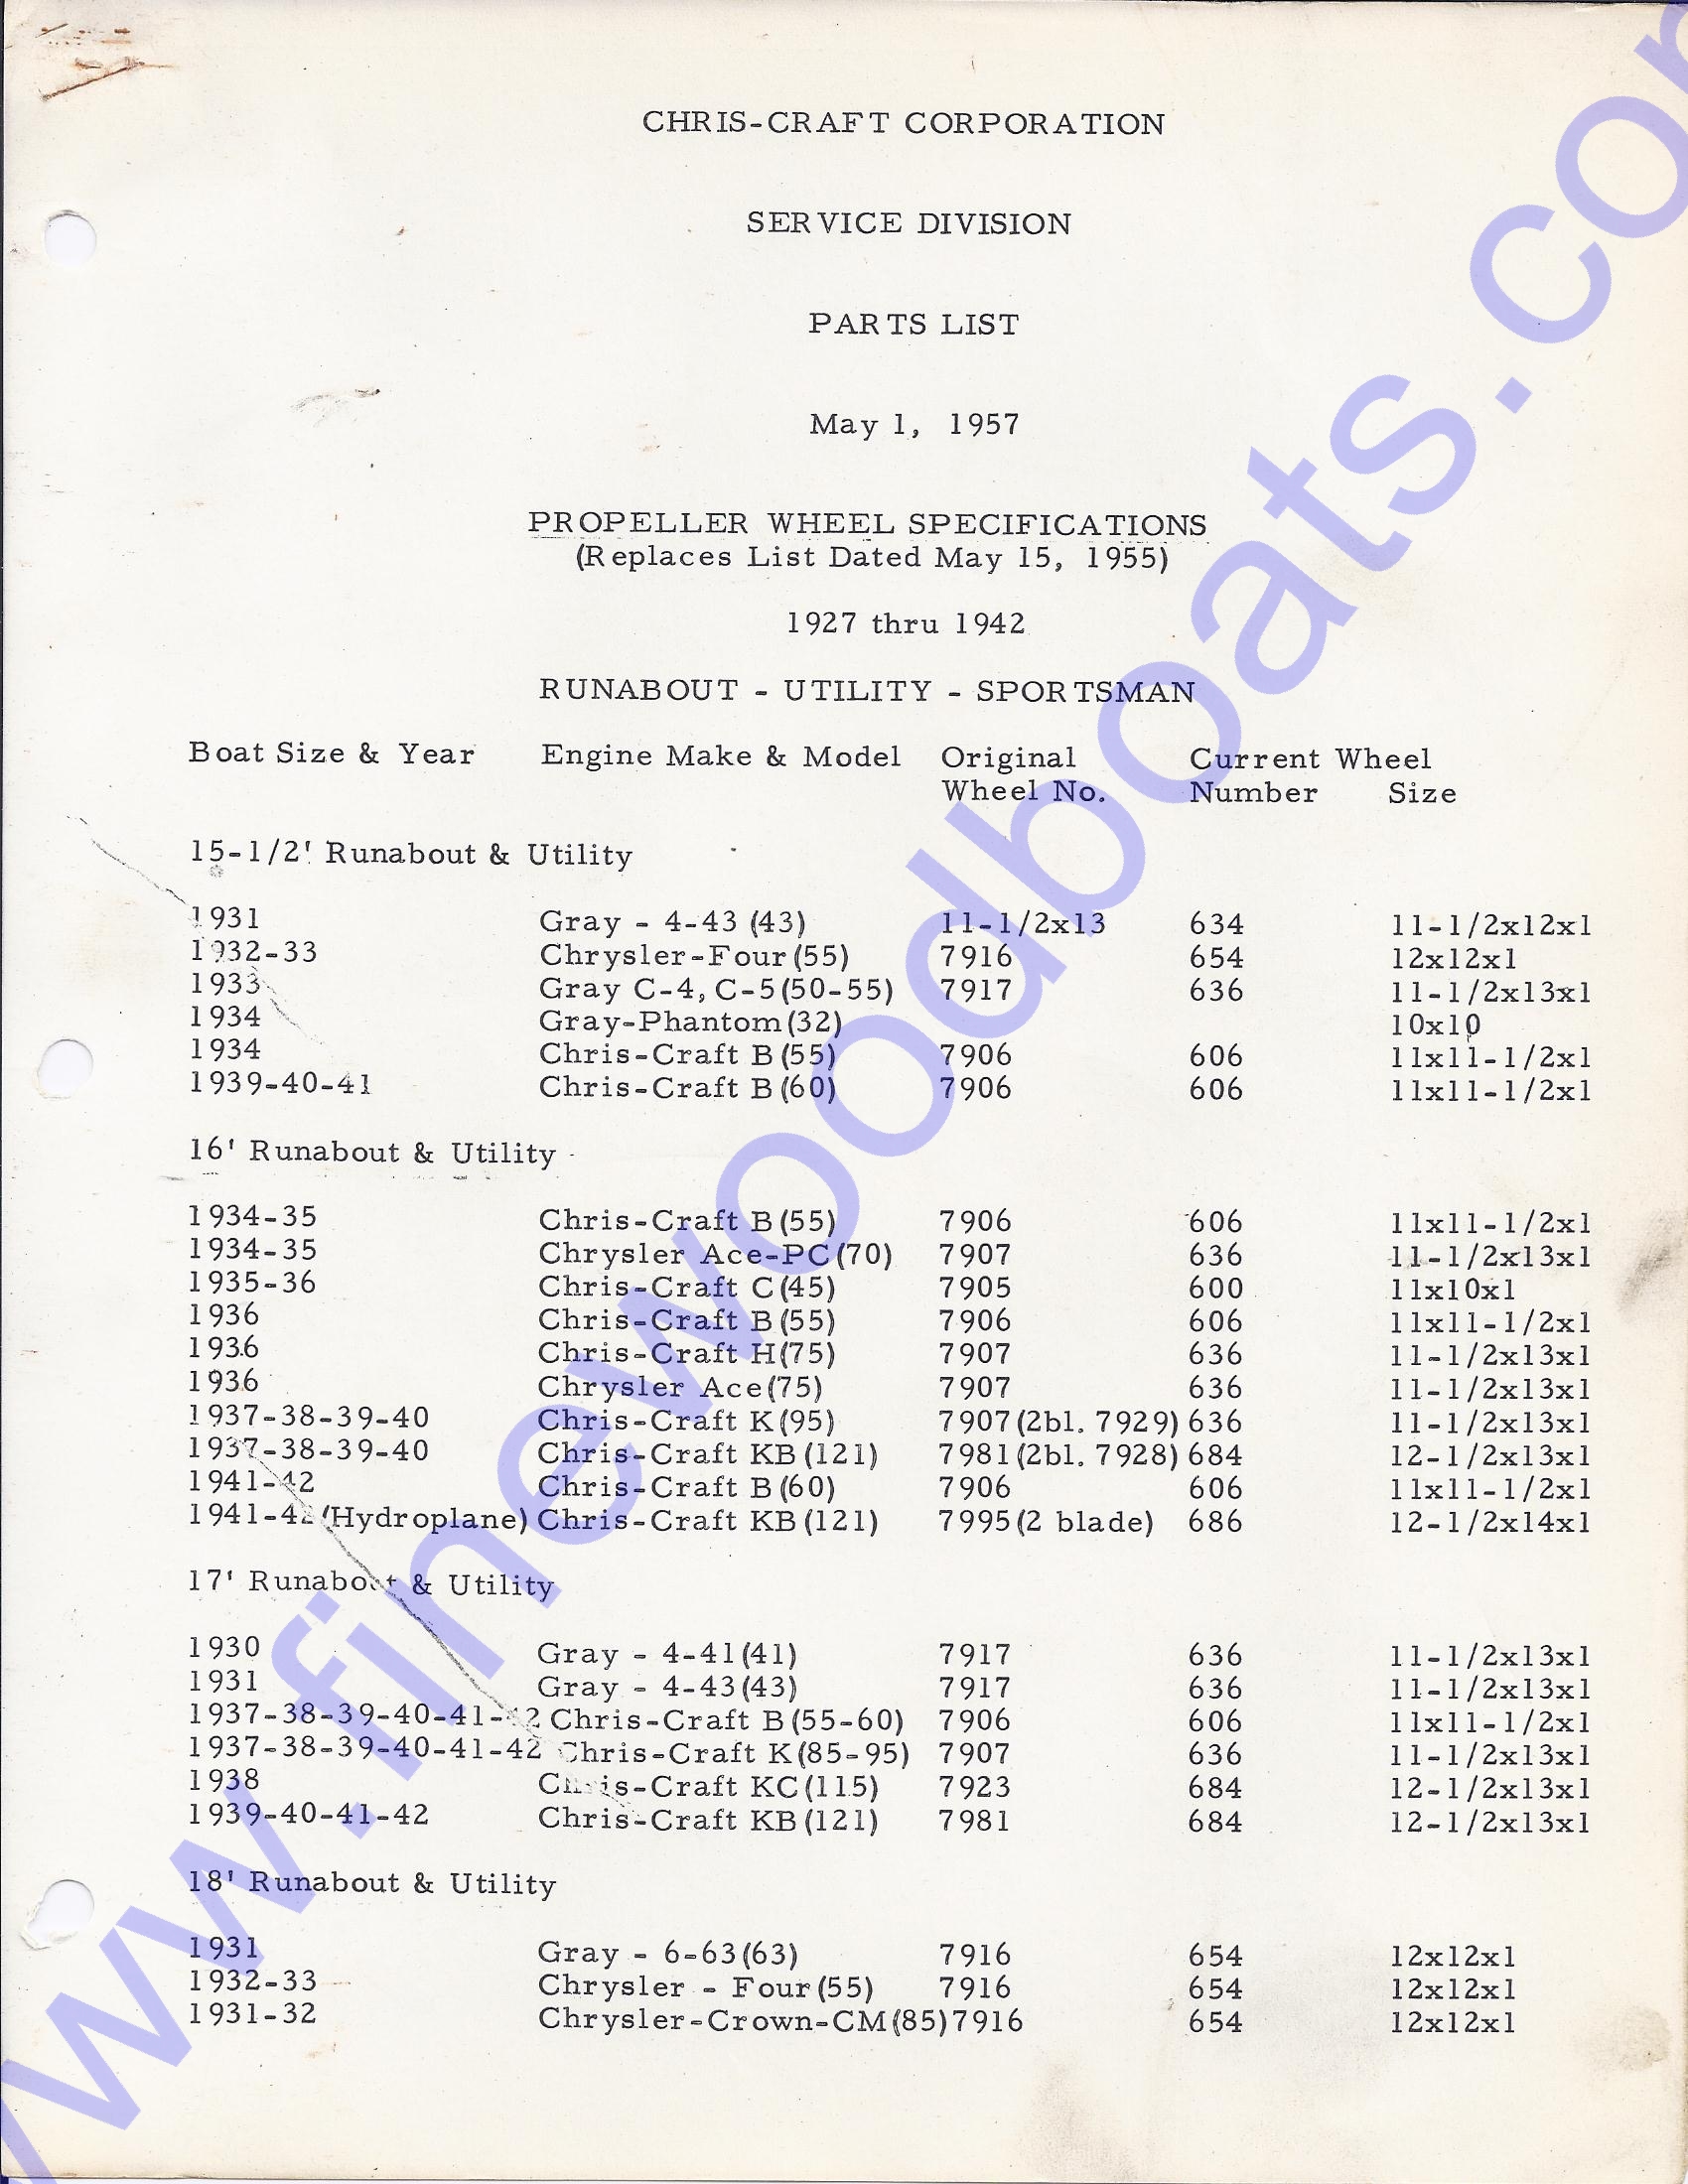 CHRIS-CRAFT CORPORATION
SERVICE DIVISION
PARTS LIST
May 1, 1957
PROPELLER WHEEL SPECIFICATIONS
(Replaces List Dated May 15, 1955)
1927 thru 1942
RUNABOUT - UTILITY - SPORTSMAN
Boat Size & Year Engine Make & Model Original Current Wheel
Wheel No. Number Size
15-1/2' Runabout & Utility
1931 Gray - 4-43 (43) 11-1/2x13 634 11-1/2x12x1
1932-33 Chrysler-Four (55) 7916 654 12x12x1
1933 Gray C-4, C-5 (50-55) 7917 636 11-1/2x13x1
1934 Gray-Phantom (32) 10x10
1934 Chris-Craft B (55) 7906 606 11x11-1/2x1
1939-40-41 Chris-Craft B (60) 7906 606 11x11-1/2x1
16' Runabout & Utility
1934-35 Chris-Craft B (55) 7906 606 11x11-1/2x1
1934-35 Chrysler Ace-PC (70) 7907 636 11-1/2x13x1
1935-36 Chris-Craft C (45) 7905 600 11x10x1
1936 Chris-Craft B (55) 7906 606 11x11-1/2x1
1936 Chris-Craft H (75) 7907 636 11-1/2x13x1
1936 Chrysler Ace (75) 7907 636 11-1/2x13x1
1937-38-39-40 Chris-Craft K (95) 7907 (2bl. 7929) 636 11-1/2x13x1
1937-38-39-40 Chris-Craft KB (121) 7981 (2bl. 7928) 684 12-1/2x13x1
1941-42 Chris-Craft B (60) 7906 606 11x11-1/2x1
1941-42 (Hydroplane) Chris-Craft KB (121) 7995 (2 blade) 686 12-1/2x14x1
17' Runabout & Utility
1930 Gray - 4-41 (41) 7917 636 11-1/2x13x1
1931 Gray - 4-43 (43) 7917 636 11-1/2x13x1
1937-38-39-40-41-42 Chris-Craft B (55-60) 7906 606 11x11-1/2x1
1937-38-39-40-41-42 Chris-Craft K (85-95) 7907 636 11-1/2x13x1
1938 Chris-Craft KC (115) 7923 684 12-1/2x13x1
1939-40-41-42 Chris-Craft KB (121) 7981 684 12-1/2x13x1
18' Runabout & Utility
1931 Gray - 6-63 (63) 7916 654 12x12x1
1932-33 Chrysler - Four (55) 7916 654 12x12x1
1931-32 Chrysler-Crown-CM (85) 7916 654 12x12x1
www.finewoodboats.com